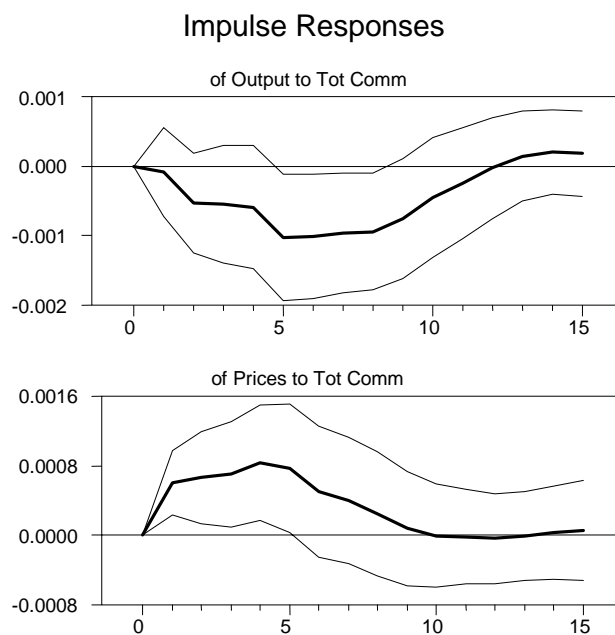 Impulse Responses
of Output to Tot Comm
0.001
0.000
-0.001
-0.002
0 5 10 15
of Prices to Tot Comm
0.0016
0.0008
0.0000
-0.0008
0 5 10 15